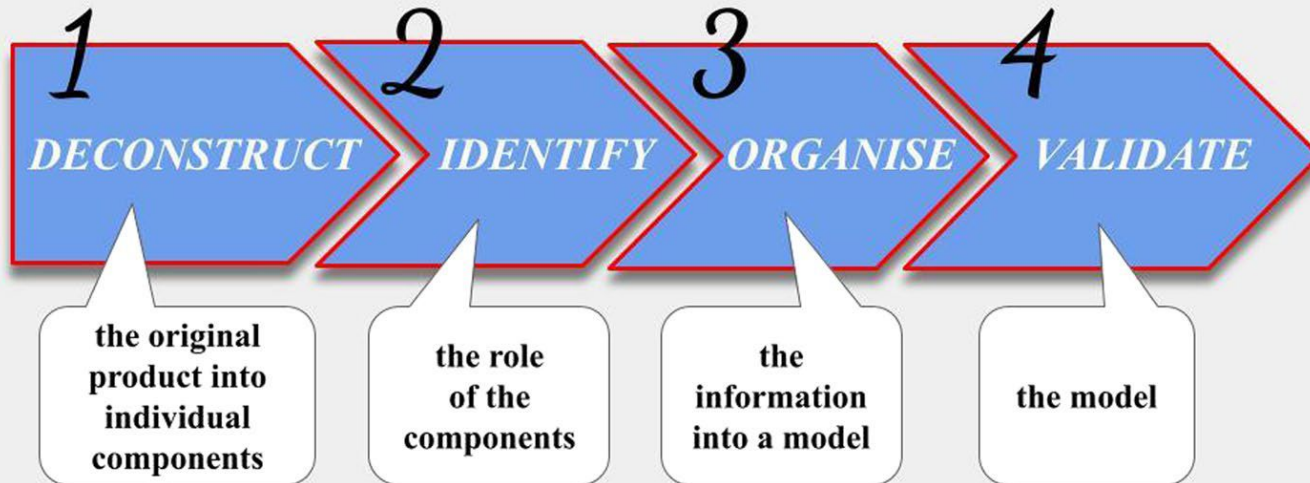 1
DECONSTRUCT
the original
product into
individual
components
2
IDENTIFY
the role
of the
components
3
ORGANISE
the
information
into a model
4
VALIDATE
the model